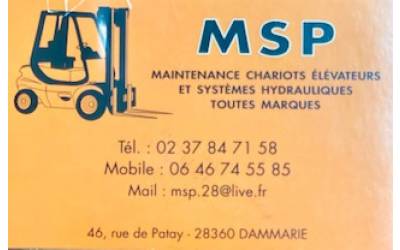 MSP
MAINTENANCE CHARIOTS ÉLÉVATEURS
ET SYSTÈMES HYDRAULIQUES
TOUTES MARQUES
Tél. : 02 37 84 71 58
Mobile : 06 46 74 55 85
Mail : msp.28@live.fr
46, rue de Patay - 28360 DAMMARIE